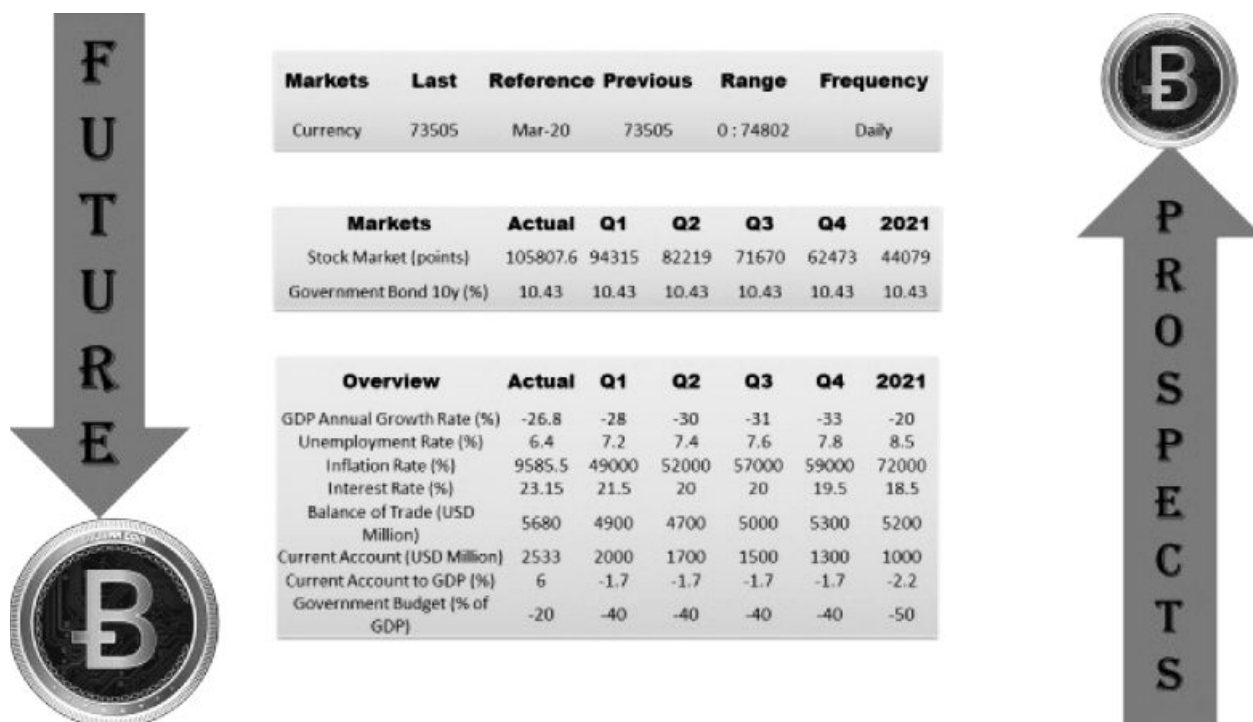 FUTURE
Markets Last Reference Previous Range Frequency
Currency 73505 Mar-20 73505 0 : 74802 Daily
Markets Actual Q1 Q2 Q3 Q4 2021
Stock Market (points) 105807.6 94315 82219 71670 62473 44079
Government Bond 10y (%) 10.43 10.43 10.43 10.43 10.43 10.43
Overview Actual Q1 Q2 Q3 Q4 2021
GDP Annual Growth Rate (%) -26.8 -28 -30 -31 -33 -20
Unemployment Rate (%) 6.4 7.2 7.4 7.6 7.8 8.5
Inflation Rate (%) 9585.5 49000 52000 57000 59000 72000
Interest Rate (%) 23.15 21.5 20 20 19.5 18.5
Balance of Trade (USD
Million) 5680 4900 4700 5000 5300 5200
Current Account (USD Million) 2533 2000 1700 1500 1300 1000
Current Account to GDP (%) 6 -1.7 -1.7 -1.7 -1.7 -2.2
Government Budget (% of
GDP) -20 -40 -40 -40 -40 -50
PROSPECTS